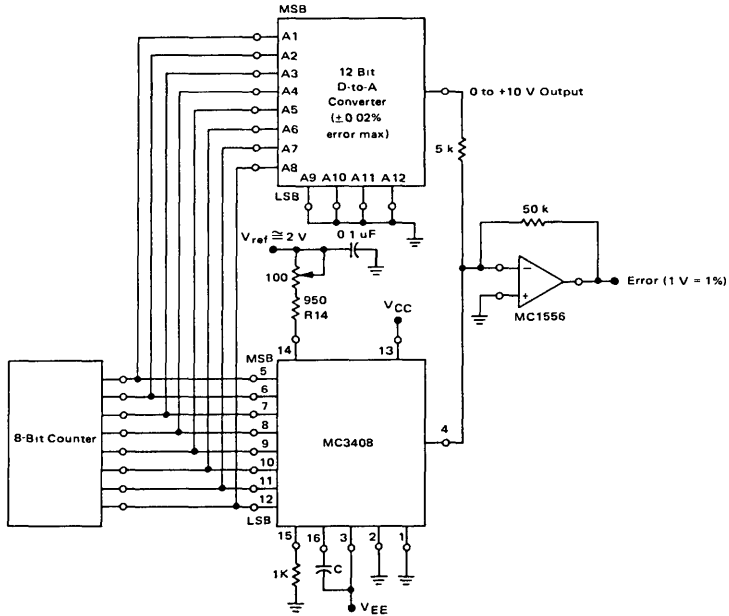 MSB
A1
A2
A3
A4
A5
A6
A7
A8
12 Bit
D-to-A
Converter
(±0 02%
error max)
A9 A10 A11 A12
LSB
0 to +10 V Output
5 k
50 k
Vref ≅ 2 V
0 1 uF
100
950
R14
VCC
−
+
MC1556
Error (1 V = 1%)
14
13
MSB
5
6
7
8
9
10
11
12
LSB
8-Bit Counter
MC3408
4
15
16
3
2
1
1K
C
VEE